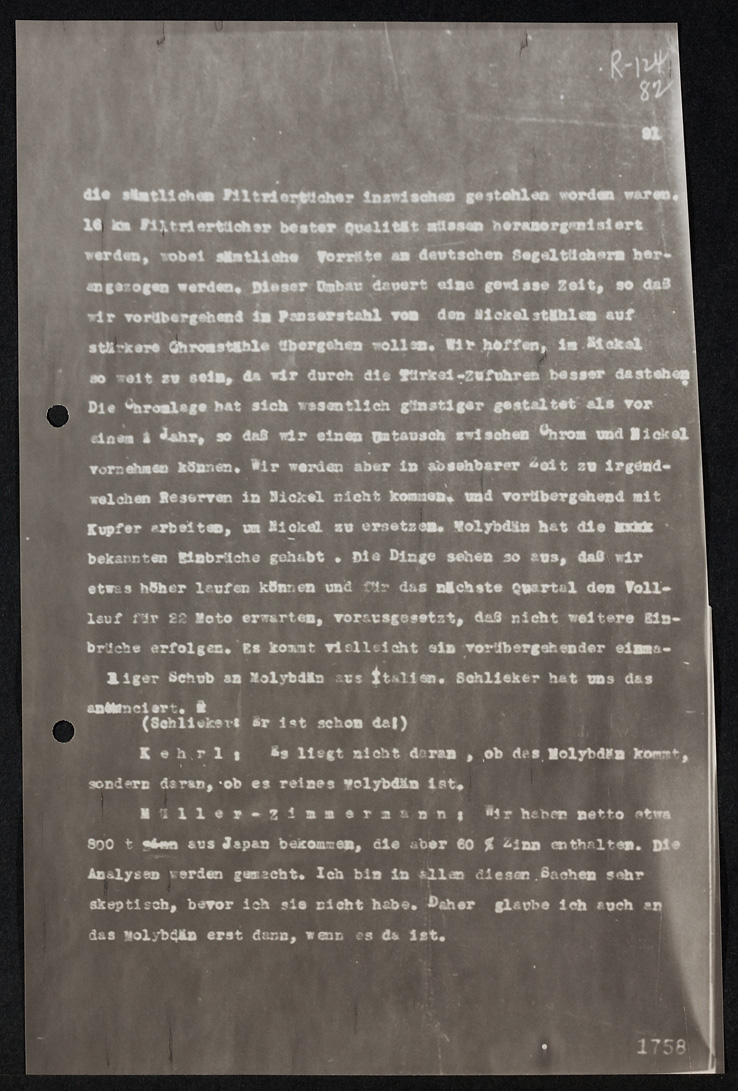 R-124
82
91
die sämtlichen Filtriertücher inzwischen gestohlen worden waren.
16 km Filtriertücher bester Qualität müssen heranorganisiert
werden, wobei sämtliche Vorräte an deutschen Segeltüchern her-
angezogen werden. Dieser Umbau dauert eine gewisse Zeit, so daß
wir vorübergehend im Panzerstahl von den Nickelstählen auf
stärkere Chromstähle übergehen wollen. Wir hoffen, im Nickel
so weit zu sein, da wir durch die Türkei-Zufuhren besser dastehen
Die Chromlage hat sich wesentlich günstiger gestaltet als vor
einem Jahr, so daß wir einen Umtausch zwischen Chrom und Nickel
vornehmen können. Wir werden aber in absehbarer Zeit zu irgend-
welchen Reserven in Nickel nicht kommen. und vorübergehend mit
Kupfer arbeiten, um Nickel zu ersetzen. Molybdän hat die
bekannten Einbrüche gehabt . Die Dinge sehen so aus, daß wir
etwas höher laufen können und für das nächste Quartal den Voll-
lauf für 22 Moto erwarten, vorausgesetzt, daß nicht weitere Ein-
brüche erfolgen. Es kommt vielleicht ein vorübergehender einma-
liger Schub an Molybdän aus Italien. Schlieker hat uns das
annonciert.
(Schlieker: Er ist schon da!)
K e h r l : Es liegt nicht daran , ob das Molybdän kommt,
sondern daran, ob es reines Molybdän ist.
M ü l l e r - Z i m m e r m a n n : Wir haben netto etwa
800 t aus Japan bekommen, die aber 60 % Zinn enthalten. Die
Analysen werden gemacht. Ich bin in allen diesen Sachen sehr
skeptisch, bevor ich sie nicht habe. Daher glaube ich auch an
das Molybdän erst dann, wenn es da ist.
1758